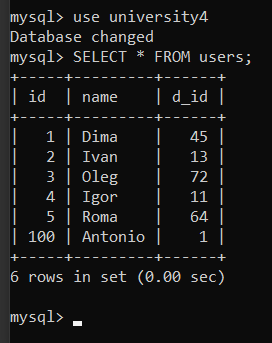 mysql> use university4
Database changed
mysql> SELECT * FROM users;
+-----+---------+------+
| id  | name    | d_id |
+-----+---------+------+
|   1 | Dima    |   45 |
|   2 | Ivan    |   13 |
|   3 | Oleg    |   72 |
|   4 | Igor    |   11 |
|   5 | Roma    |   64 |
| 100 | Antonio |    1 |
+-----+---------+------+
6 rows in set (0.00 sec)
mysql> _